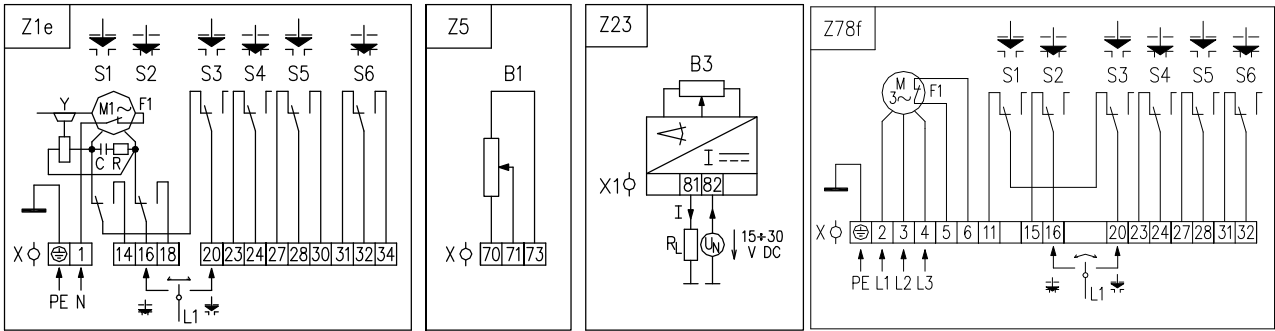 Z1e
S1 S2 S3 S4 S5 S6
Y M1~ F1
C R
X 1 14 16 18 20 23 24 27 28 30 31 32 34
PE N
L1
Z5
B1
X 70 71 73
Z23
B3
I
X1 81 82
I
RL UN 15÷30
V DC
Z78f
S1 S2 S3 S4 S5 S6
M
3~ F1
X 2 3 4 5 6 11 15 16 20 23 24 27 28 31 32
PE L1 L2 L3
L1